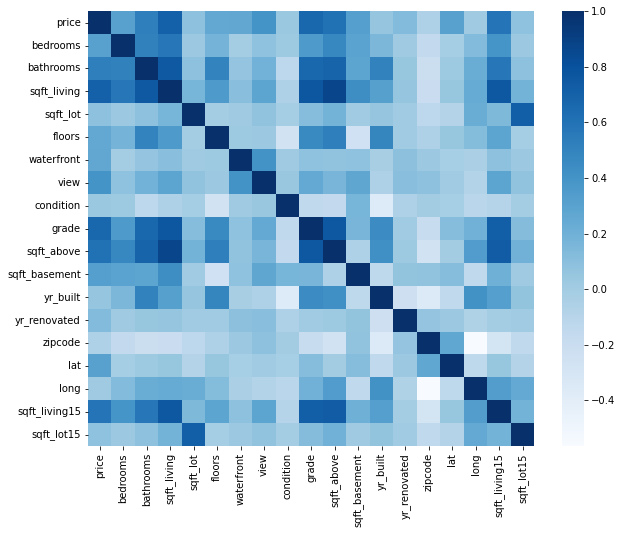 price
bedrooms
bathrooms
sqft_living
sqft_lot
floors
waterfront
view
condition
grade
sqft_above
sqft_basement
yr_built
yr_renovated
zipcode
lat
long
sqft_living15
sqft_lot15
price
bedrooms
bathrooms
sqft_living
sqft_lot
floors
waterfront
view
condition
grade
sqft_above
sqft_basement
yr_built
yr_renovated
zipcode
lat
long
sqft_living15
sqft_lot15
1.0
0.8
0.6
0.4
0.2
0.0
−0.2
−0.4